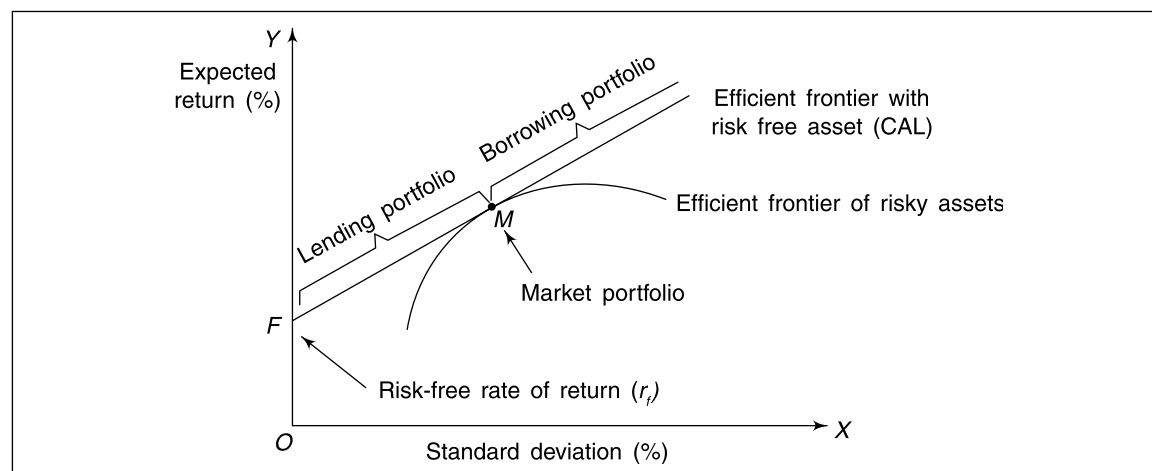 Y
Expected
return (%)
Borrowing portfolio
Efficient frontier with
risk free asset (CAL)
Lending portfolio
Efficient frontier of risky assets
M
Market portfolio
F
Risk-free rate of return (rf)
O
X
Standard deviation (%)